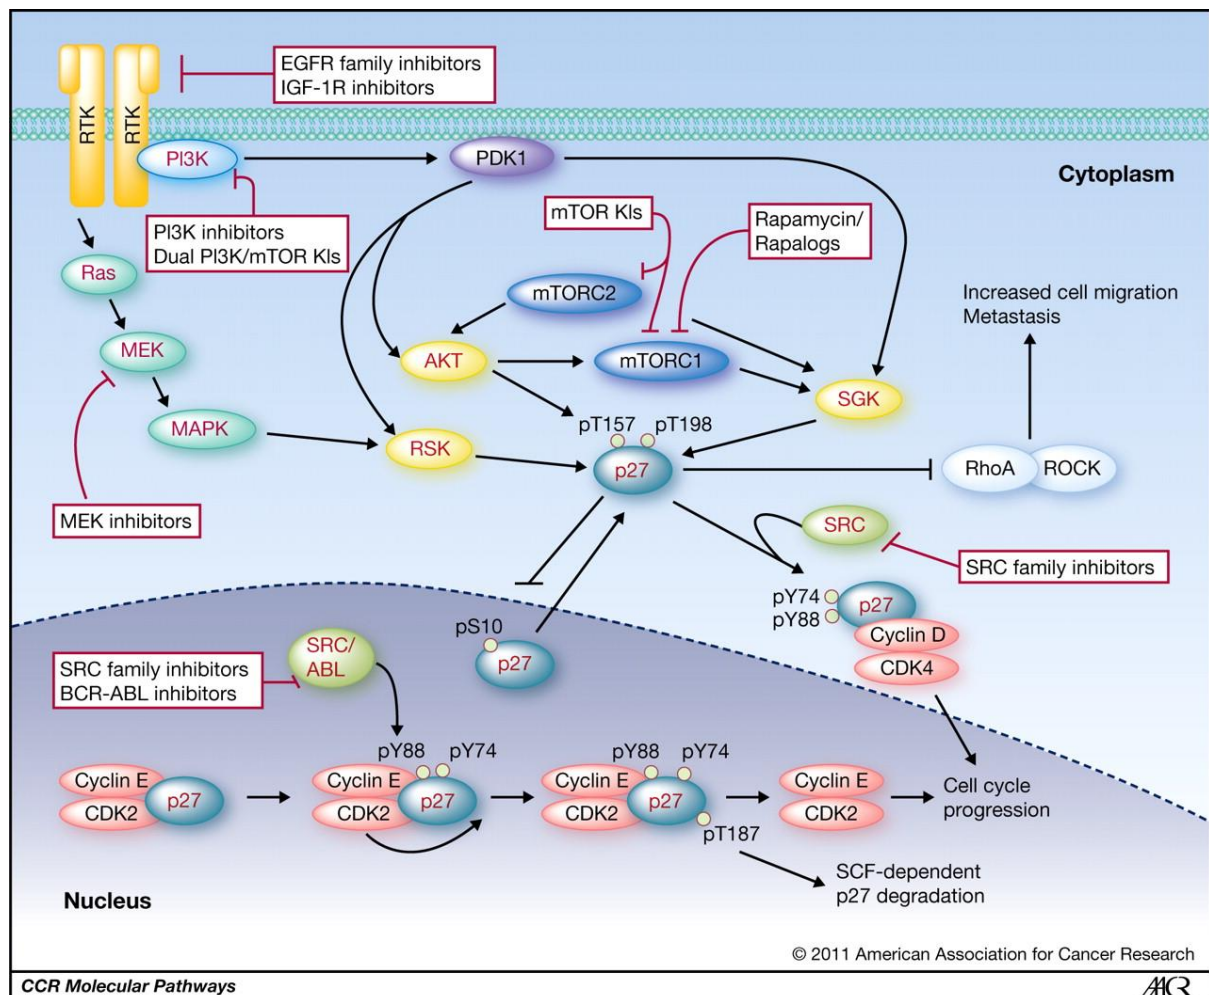 EGFR family inhibitors
IGF-1R inhibitors
RTK
RTK
PI3K
PDK1
Cytoplasm
PI3K inhibitors
Dual PI3K/mTOR KIs
mTOR KIs
Rapamycin/
Rapalogs
Ras
mTORC2
Increased cell migration
Metastasis
MEK
AKT
mTORC1
SGK
MAPK
RSK
pT157
pT198
p27
RhoA
ROCK
MEK inhibitors
SRC
SRC family inhibitors
pY74
pY88
p27
Cyclin D
CDK4
pS10
p27
SRC/
ABL
SRC family inhibitors
BCR-ABL inhibitors
Cyclin E
CDK2
p27
pY88
pY74
Cyclin E
CDK2
p27
pY88
pY74
Cyclin E
CDK2
p27
pT187
Cyclin E
CDK2
Cell cycle
progression
SCF-dependent
p27 degradation
Nucleus
© 2011 American Association for Cancer Research
CCR Molecular Pathways
AACR